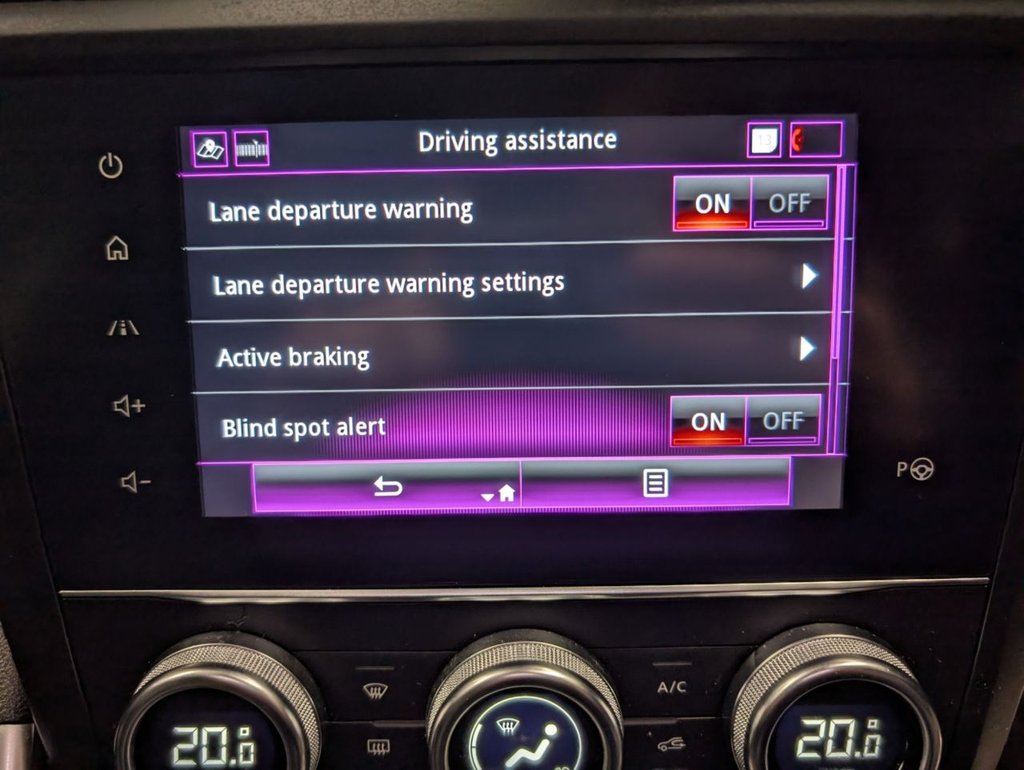 Driving assistance
Lane departure warning ON OFF
Lane departure warning settings
Active braking
Blind spot alert ON OFF
P
A/C
20.0 20.0